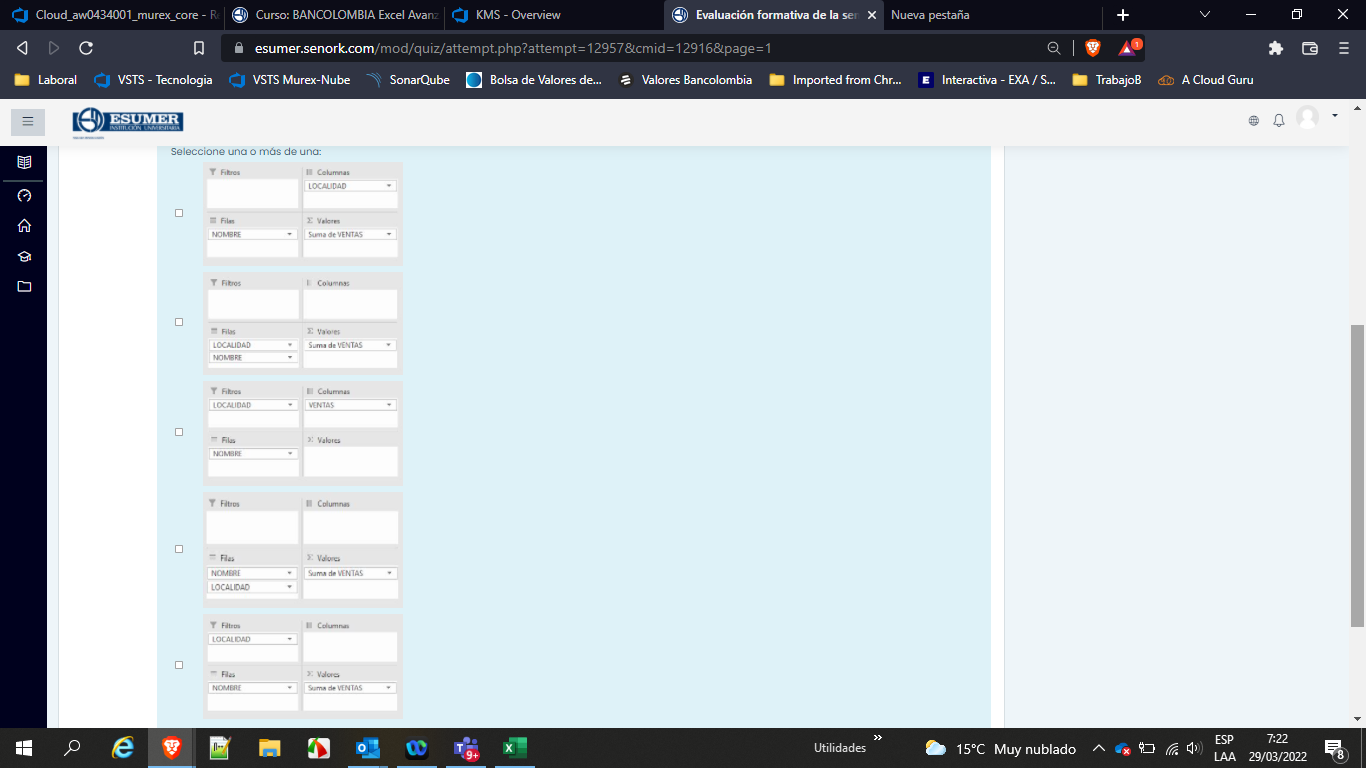 Cloud_aw0434001_murex_core - Re
Curso: BANCOLOMBIA Excel Avanz
KMS - Overview
Evaluación formativa de la sem
Nueva pestaña
esumer.senork.com/mod/quiz/attempt.php?attempt=12957&cmid=12916&page=1
1
Laboral
VSTS - Tecnologia
VSTS Murex-Nube
SonarQube
Bolsa de Valores de...
Valores Bancolombia
Imported from Chr...
Interactiva - EXA / S...
TrabajoB
A Cloud Guru
ESUMER
INSTITUCIÓN UNIVERSITARIA
Seleccione una o más de una:
Filtros Columnas
LOCALIDAD
Filas Valores
NOMBRE Suma de VENTAS
Filtros Columnas
Filas Valores
LOCALIDAD Suma de VENTAS
NOMBRE
Filtros Columnas
LOCALIDAD VENTAS
Filas Valores
NOMBRE
Filtros Columnas
Filas Valores
NOMBRE Suma de VENTAS
LOCALIDAD
Filtros Columnas
LOCALIDAD
Filas Valores
NOMBRE Suma de VENTAS
9+
Utilidades
15°C Muy nublado
ESP
LAA
7:22
29/03/2022
8